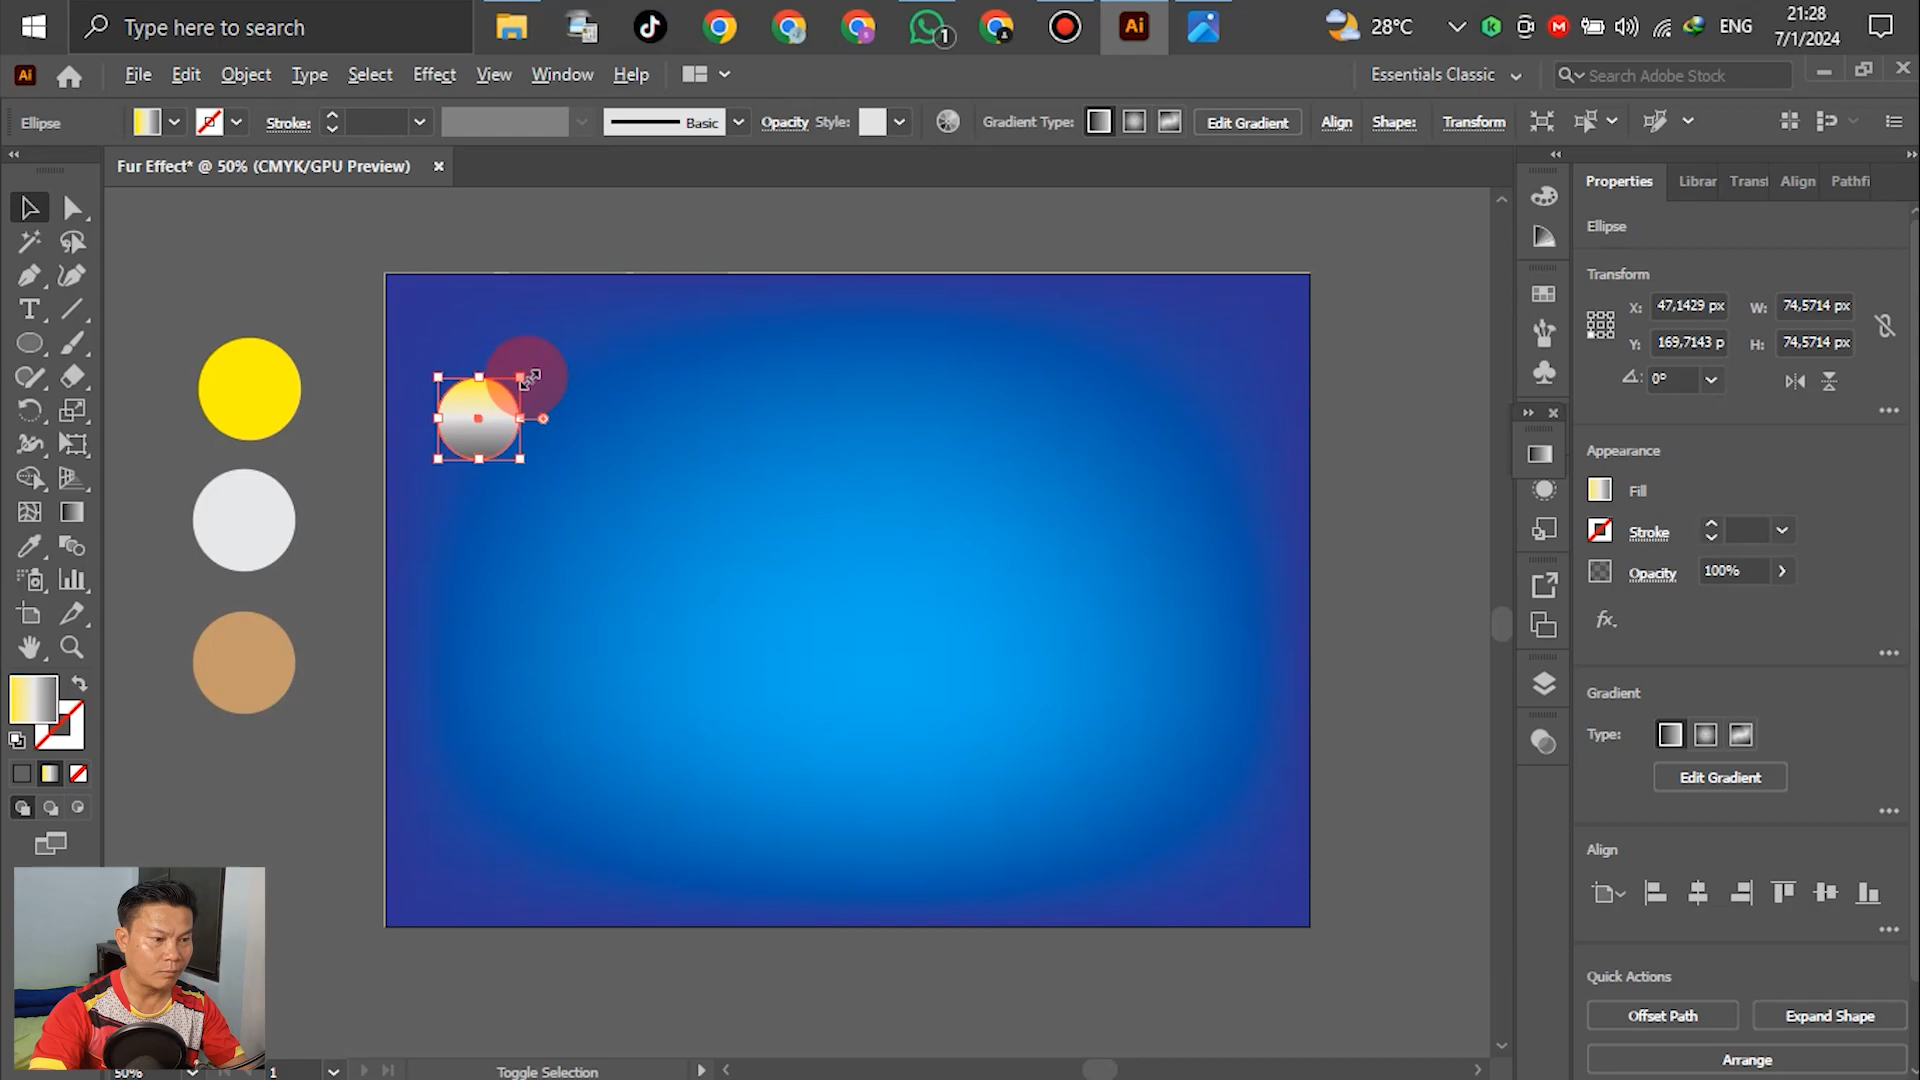 Type here to search
1
Ai
28°C
ENG
21:28
7/1/2024
Ai
File
Edit
Object
Type
Select
Effect
View
Window
Help
Essentials Classic
Search Adobe Stock
Ellipse
Stroke:
Basic
Opacity
Style:
Gradient Type:
Edit Gradient
Align
Shape:
Transform
Fur Effect* @ 50% (CMYK/GPU Preview)
Properties
Librar
Transf
Align
Pathfi
Ellipse
Transform
X:
47,1429 px
W:
74,5714 px
Y:
169,7143 p
H:
74,5714 px
0°
Appearance
Fill
Stroke
Opacity
100%
fx
Gradient
Type:
Edit Gradient
Align
Quick Actions
Offset Path
Expand Shape
Arrange
50%
1
Toggle Selection